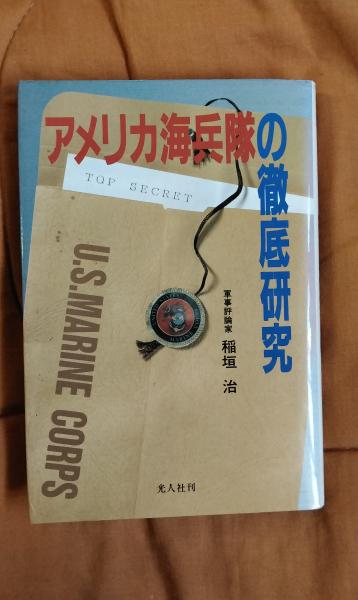 アメリカ海兵隊の徹底研究
TOP SECRET
U.S. MARINE CORPS
軍事評論家 稲垣 治
光人社刊